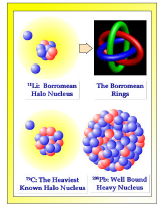 ¹¹Li: Borromean
Halo Nucleus
The Borromean
Rings
¹⁹C: The Heaviest
Known Halo Nucleus
²⁰⁸Pb: Well Bound
Heavy Nucleus